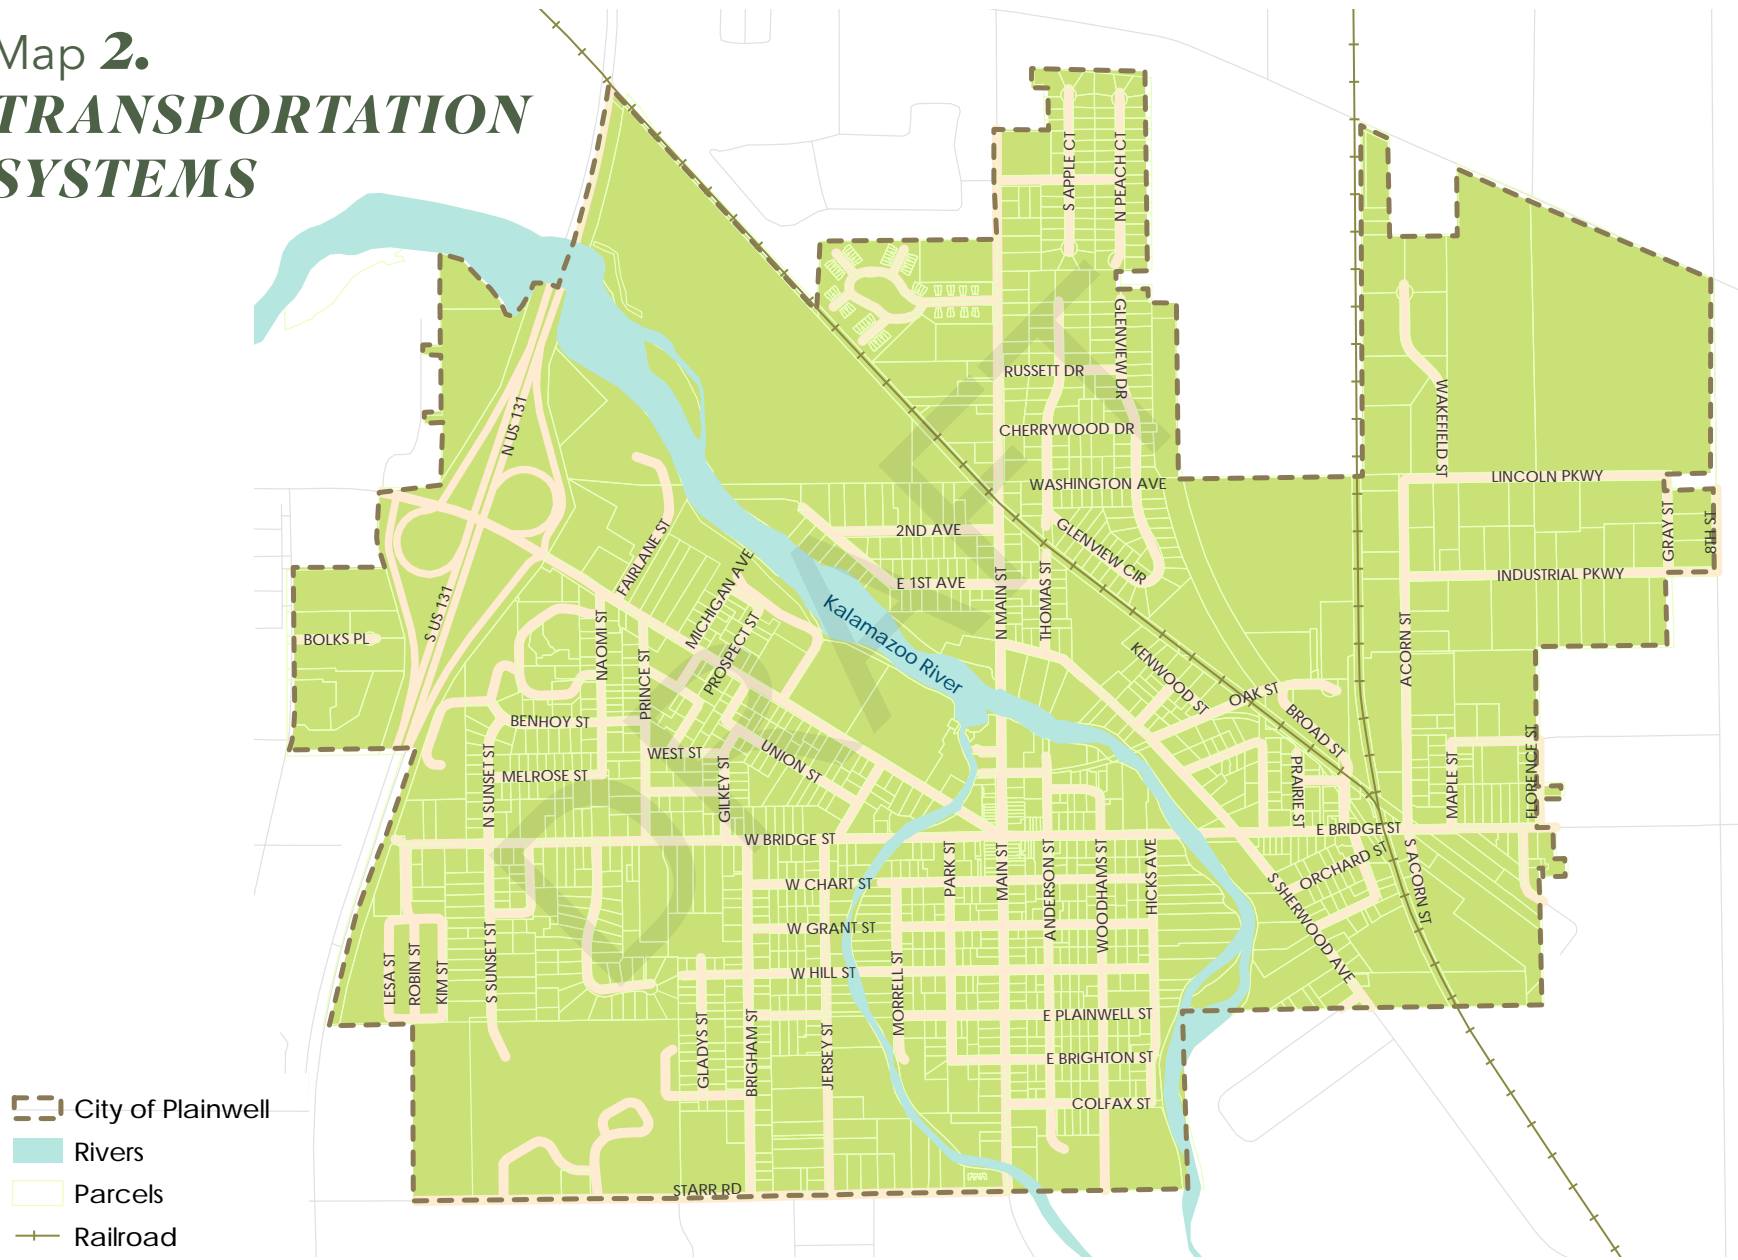 Map 2.
TRANSPORTATION
SYSTEMS
S APPLE CT
N PEACH CT
GLENVIEW DR
RUSSETT DR
CHERRYWOOD DR
WASHINGTON AVE
GLENVIEW CIR
WAKEFIELD ST
LINCOLN PKWY
GRAY ST
8TH ST
INDUSTRIAL PKWY
N US 131
S US 131
BOLKS PL
FAIRLANE ST
MICHIGAN AVE
PROSPECT ST
NAOMI ST
PRINCE ST
2ND AVE
E 1ST AVE
N MAIN ST
THOMAS ST
Kalamazoo River
KENWOOD ST
OAK ST
BROAD ST
ACORN ST
BENHOY ST
WEST ST
UNION ST
MELROSE ST
N SUNSET ST
GILKEY ST
PRAIRIE ST
MAPLE ST
FLORENCE ST
W BRIDGE ST
E BRIDGE ST
W CHART ST
W GRANT ST
W HILL ST
PARK ST
MAIN ST
ANDERSON ST
WOODHAMS ST
HICKS AVE
ORCHARD ST
S SHERWOOD AVE
S ACORN ST
LESA ST
ROBIN ST
KIM ST
S SUNSET ST
GLADYS ST
BRIGHAM ST
JERSEY ST
MORRELL ST
E PLAINWELL ST
E BRIGHTON ST
COLFAX ST
STARR RD
DRAFT
City of Plainwell
Rivers
Parcels
Railroad